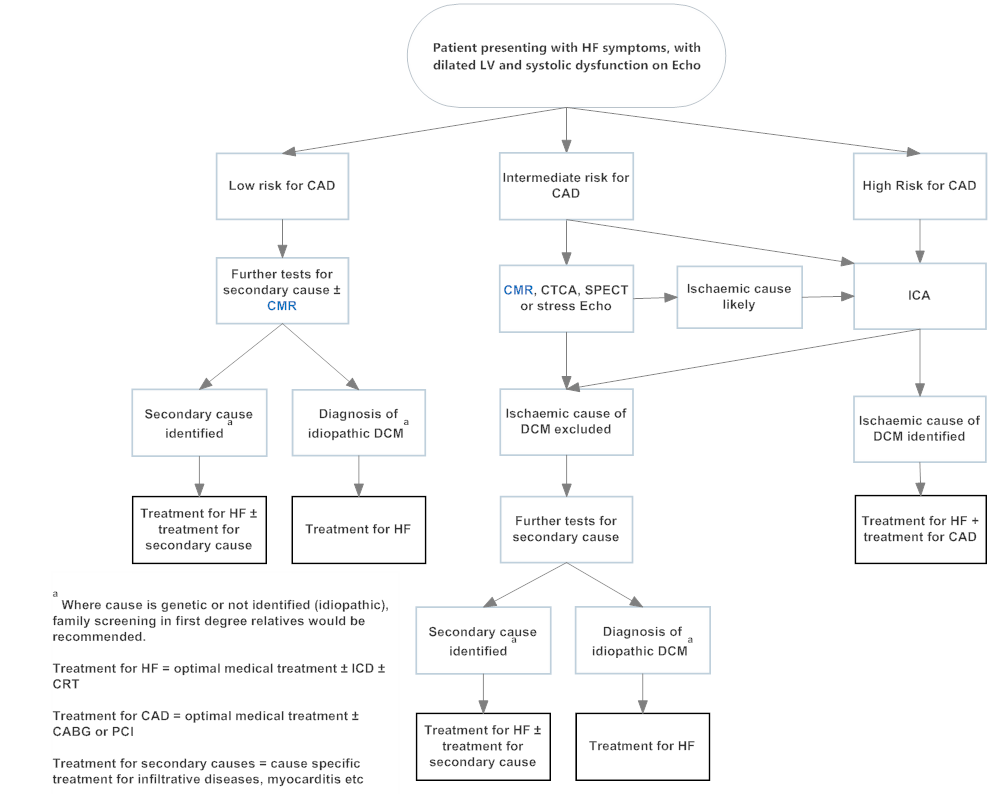 Patient presenting with HF symptoms, with
dilated LV and systolic dysfunction on Echo
Low risk for CAD
Intermediate risk for
CAD
High Risk for CAD
Further tests for
secondary cause ±
CMR
CMR, CTCA, SPECT
or stress Echo
Ischaemic cause
likely
ICA
Secondary cause
identified a
Diagnosis of
idiopathic DCM a
Ischaemic cause of
DCM excluded
Ischaemic cause of
DCM identified
Treatment for HF ±
treatment for
secondary cause
Treatment for HF
Further tests for
secondary cause
Treatment for HF +
treatment for CAD
Secondary cause
identified a
Diagnosis of
idiopathic DCM a
Treatment for HF ±
treatment for
secondary cause
Treatment for HF
a Where cause is genetic or not identified (idiopathic),
family screening in first degree relatives would be
recommended.
Treatment for HF = optimal medical treatment ± ICD ±
CRT
Treatment for CAD = optimal medical treatment ±
CABG or PCI
Treatment for secondary causes = cause specific
treatment for infiltrative diseases, myocarditis etc